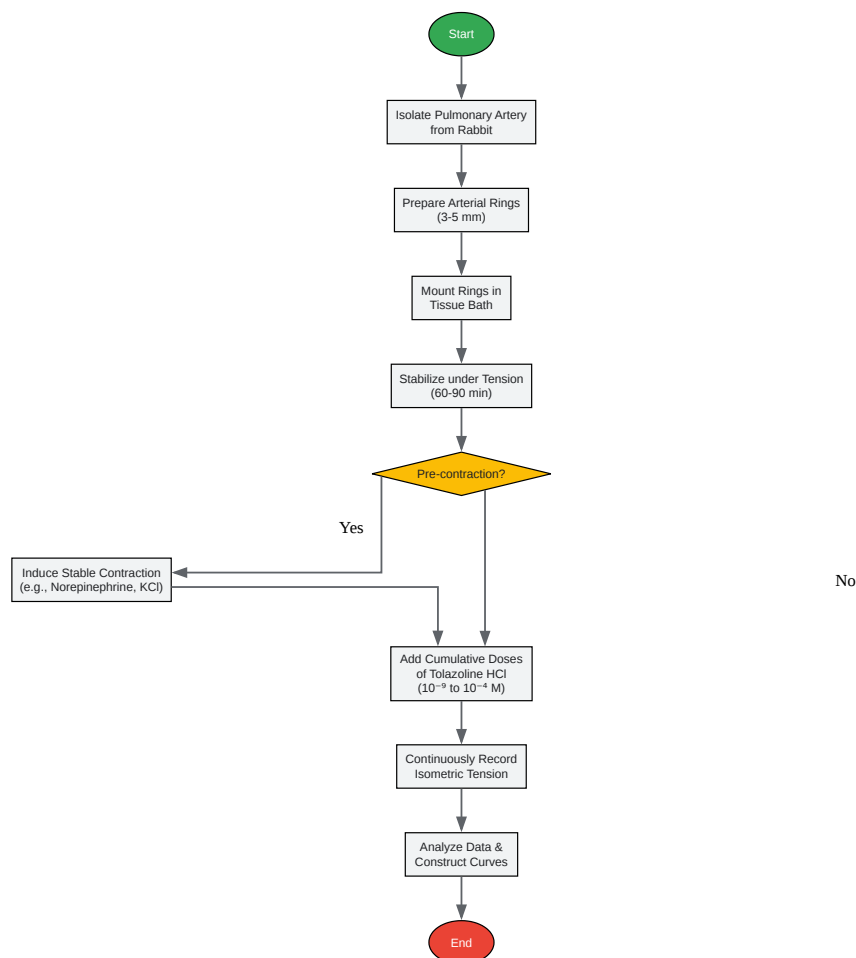 Start
Isolate Pulmonary Artery
from Rabbit
Prepare Arterial Rings
(3-5 mm)
Mount Rings in
Tissue Bath
Stabilize under Tension
(60-90 min)
Pre-contraction?
Yes
Induce Stable Contraction
(e.g., Norepinephrine, KCl)
No
Add Cumulative Doses
of Tolazoline HCl
(10⁻⁹ to 10⁻⁴ M)
Continuously Record
Isometric Tension
Analyze Data &
Construct Curves
End